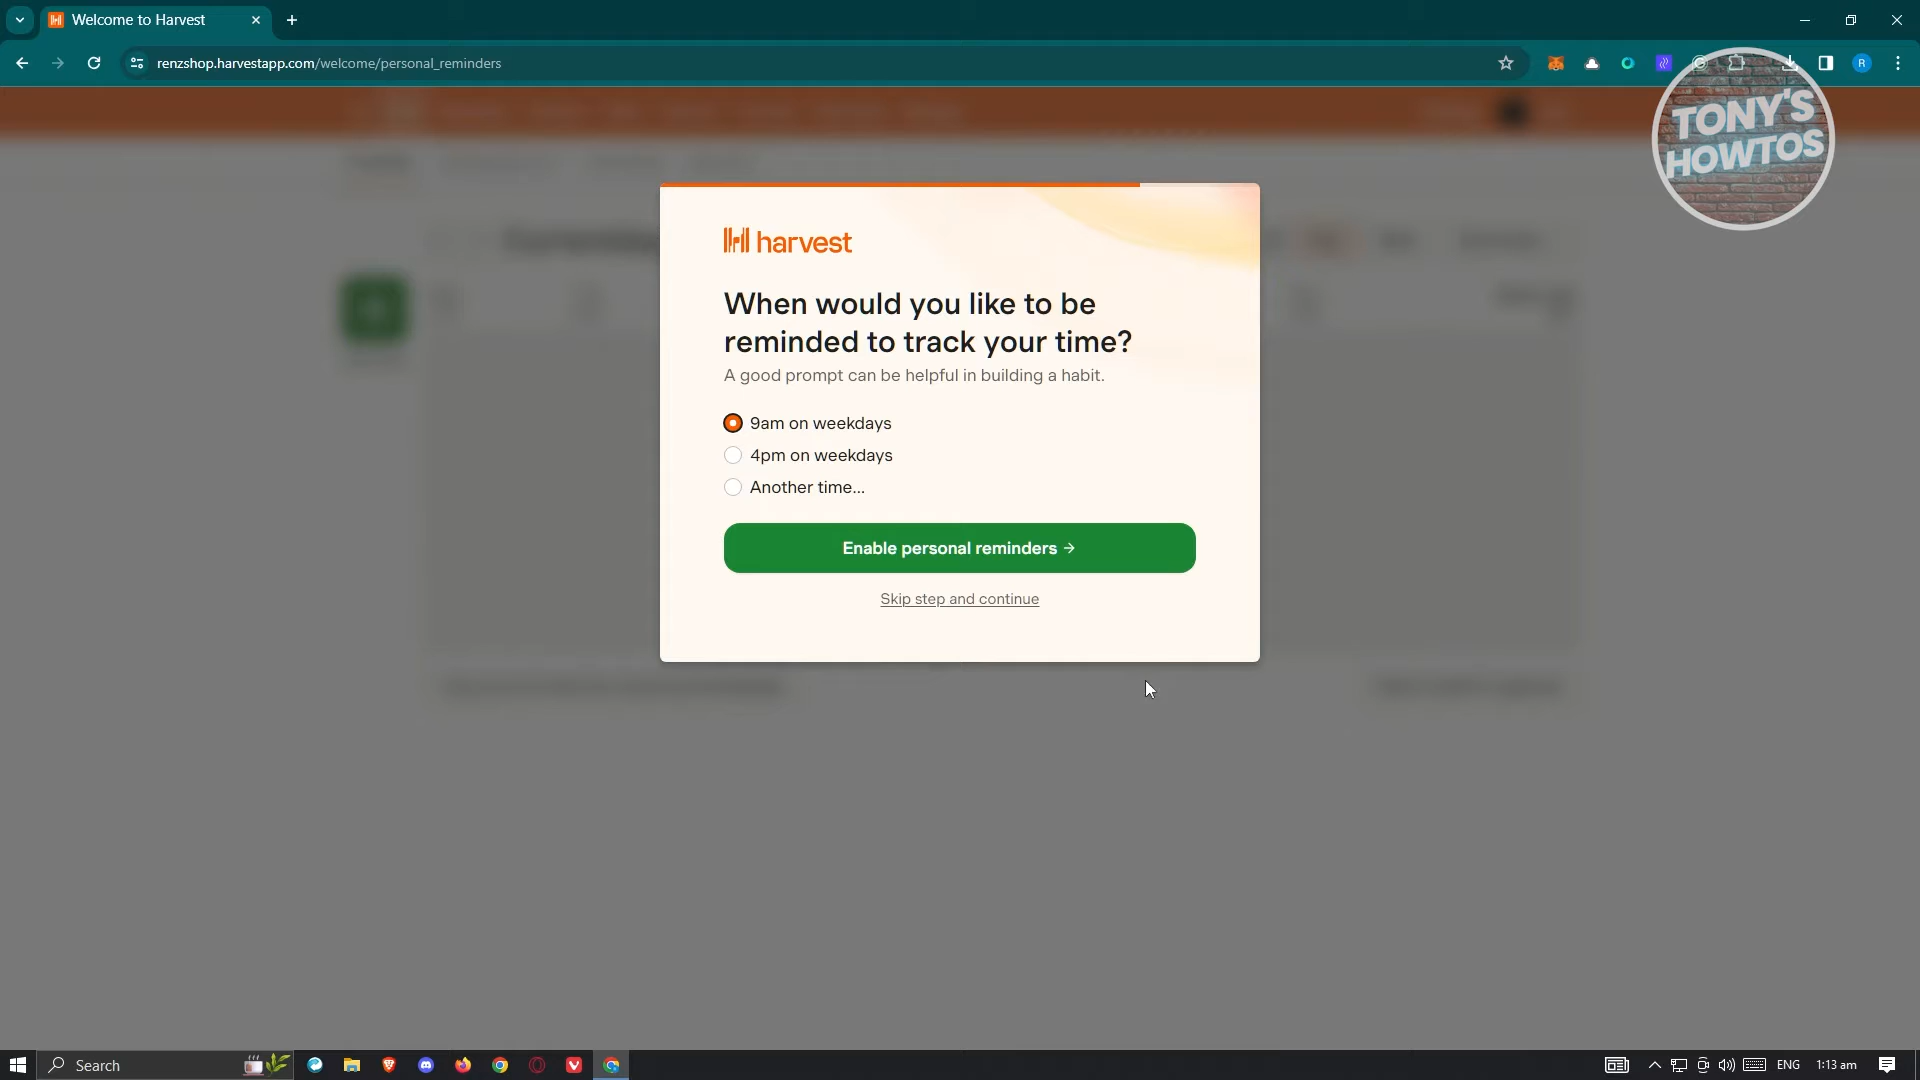 Welcome to Harvest
renzshop.harvestapp.com/welcome/personal_reminders
R
TONY'S
HOWTOS
harvest
When would you like to be
reminded to track your time?
A good prompt can be helpful in building a habit.
9am on weekdays
4pm on weekdays
Another time...
Enable personal reminders →
Skip step and continue
Search
ENG
1:13 am